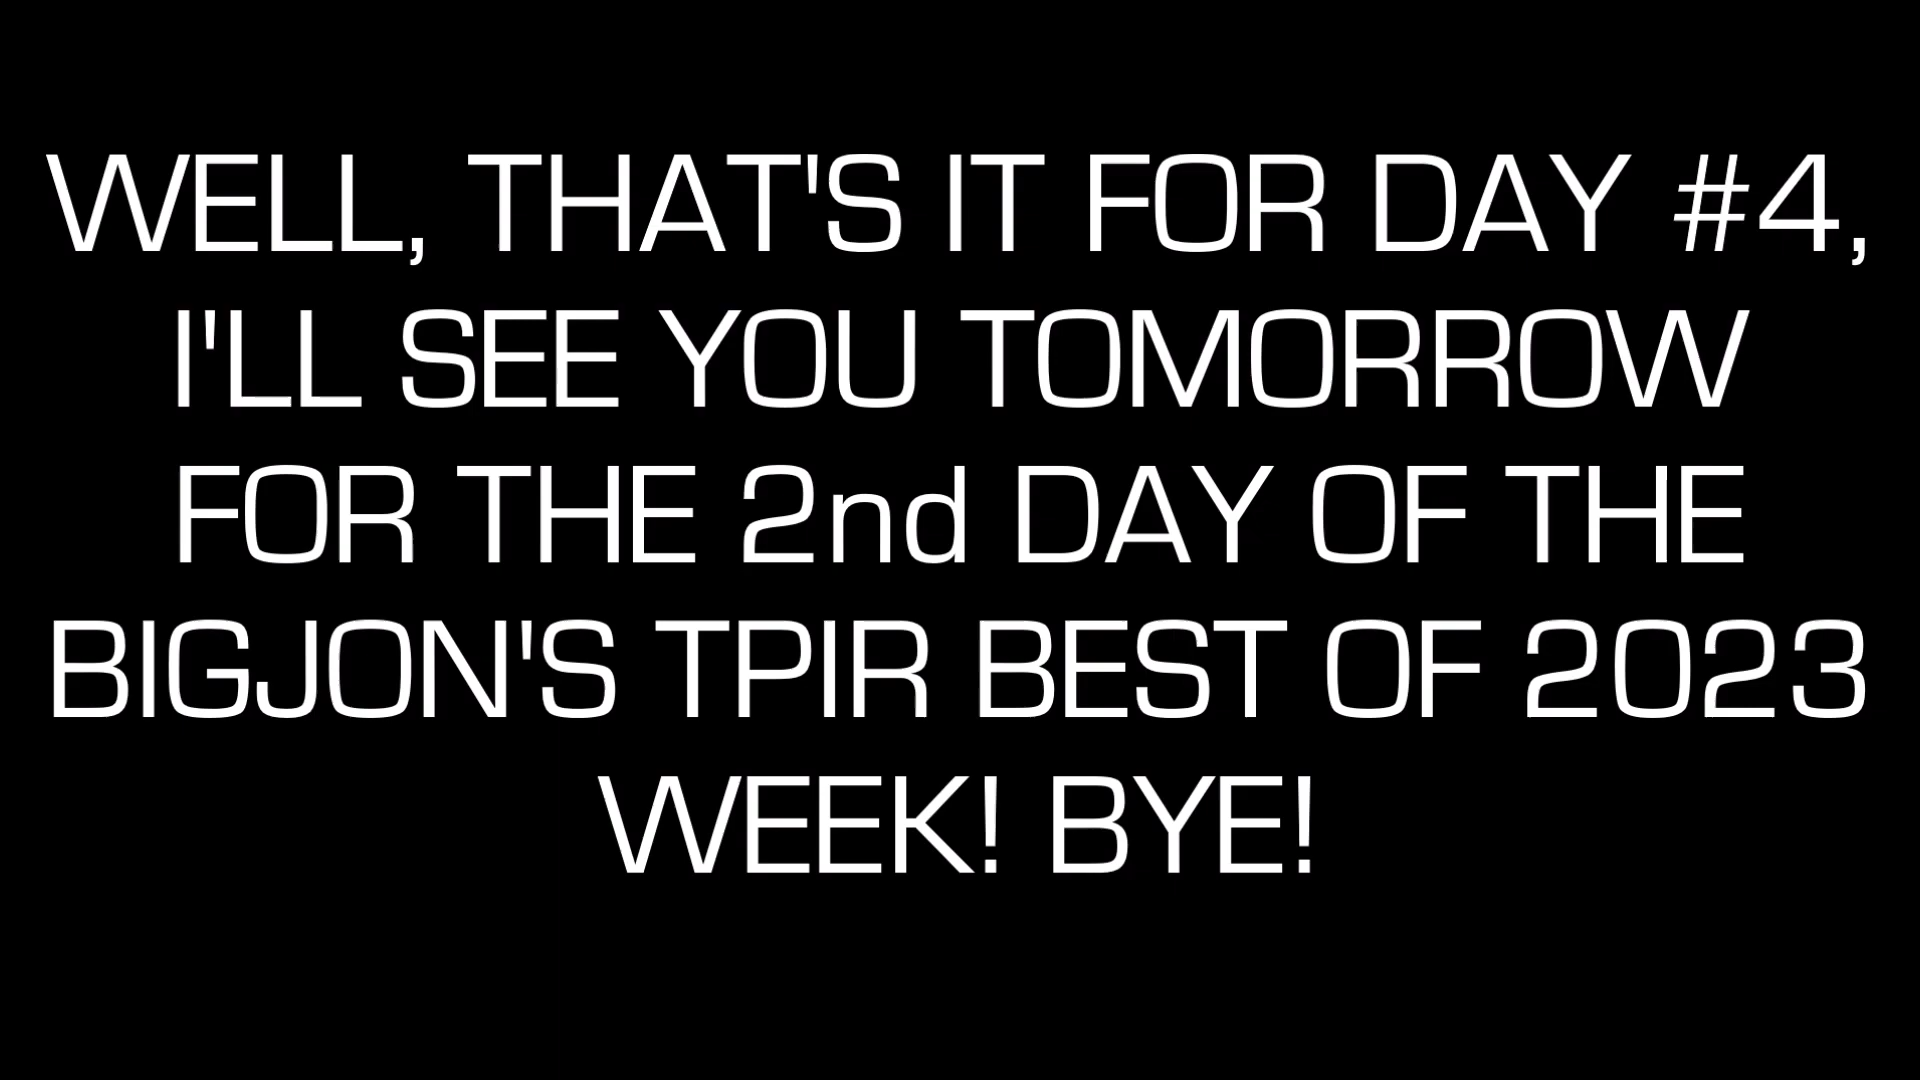 WELL, THAT'S IT FOR DAY #4,
I'LL SEE YOU TOMORROW
FOR THE 2nd DAY OF THE
BIGJON'S TPIR BEST OF 2023
WEEK! BYE!